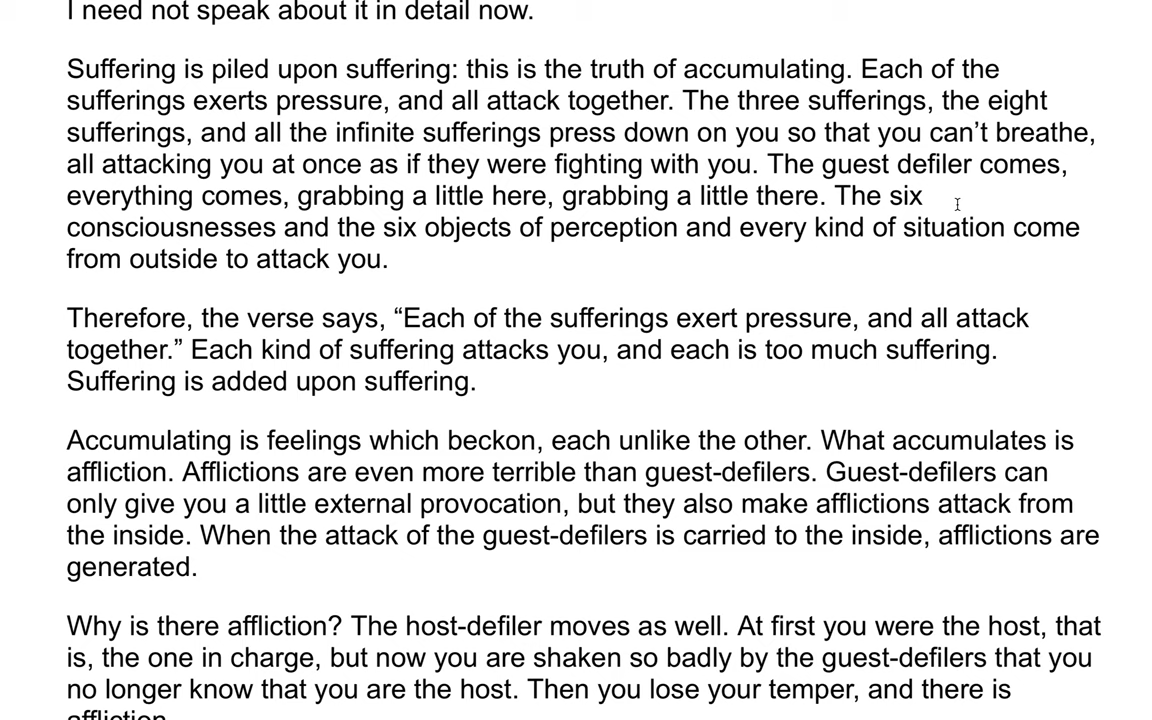 I need not speak about it in detail now.
Suffering is piled upon suffering: this is the truth of accumulating. Each of the
sufferings exerts pressure, and all attack together. The three sufferings, the eight
sufferings, and all the infinite sufferings press down on you so that you can’t breathe,
all attacking you at once as if they were fighting with you. The guest defiler comes,
everything comes, grabbing a little here, grabbing a little there. The six
consciousnesses and the six objects of perception and every kind of situation come
from outside to attack you.
Therefore, the verse says, “Each of the sufferings exert pressure, and all attack
together.” Each kind of suffering attacks you, and each is too much suffering.
Suffering is added upon suffering.
Accumulating is feelings which beckon, each unlike the other. What accumulates is
affliction. Afflictions are even more terrible than guest-defilers. Guest-defilers can
only give you a little external provocation, but they also make afflictions attack from
the inside. When the attack of the guest-defilers is carried to the inside, afflictions are
generated.
Why is there affliction? The host-defiler moves as well. At first you were the host, that
is, the one in charge, but now you are shaken so badly by the guest-defilers that you
no longer know that you are the host. Then you lose your temper, and there is
affliction.